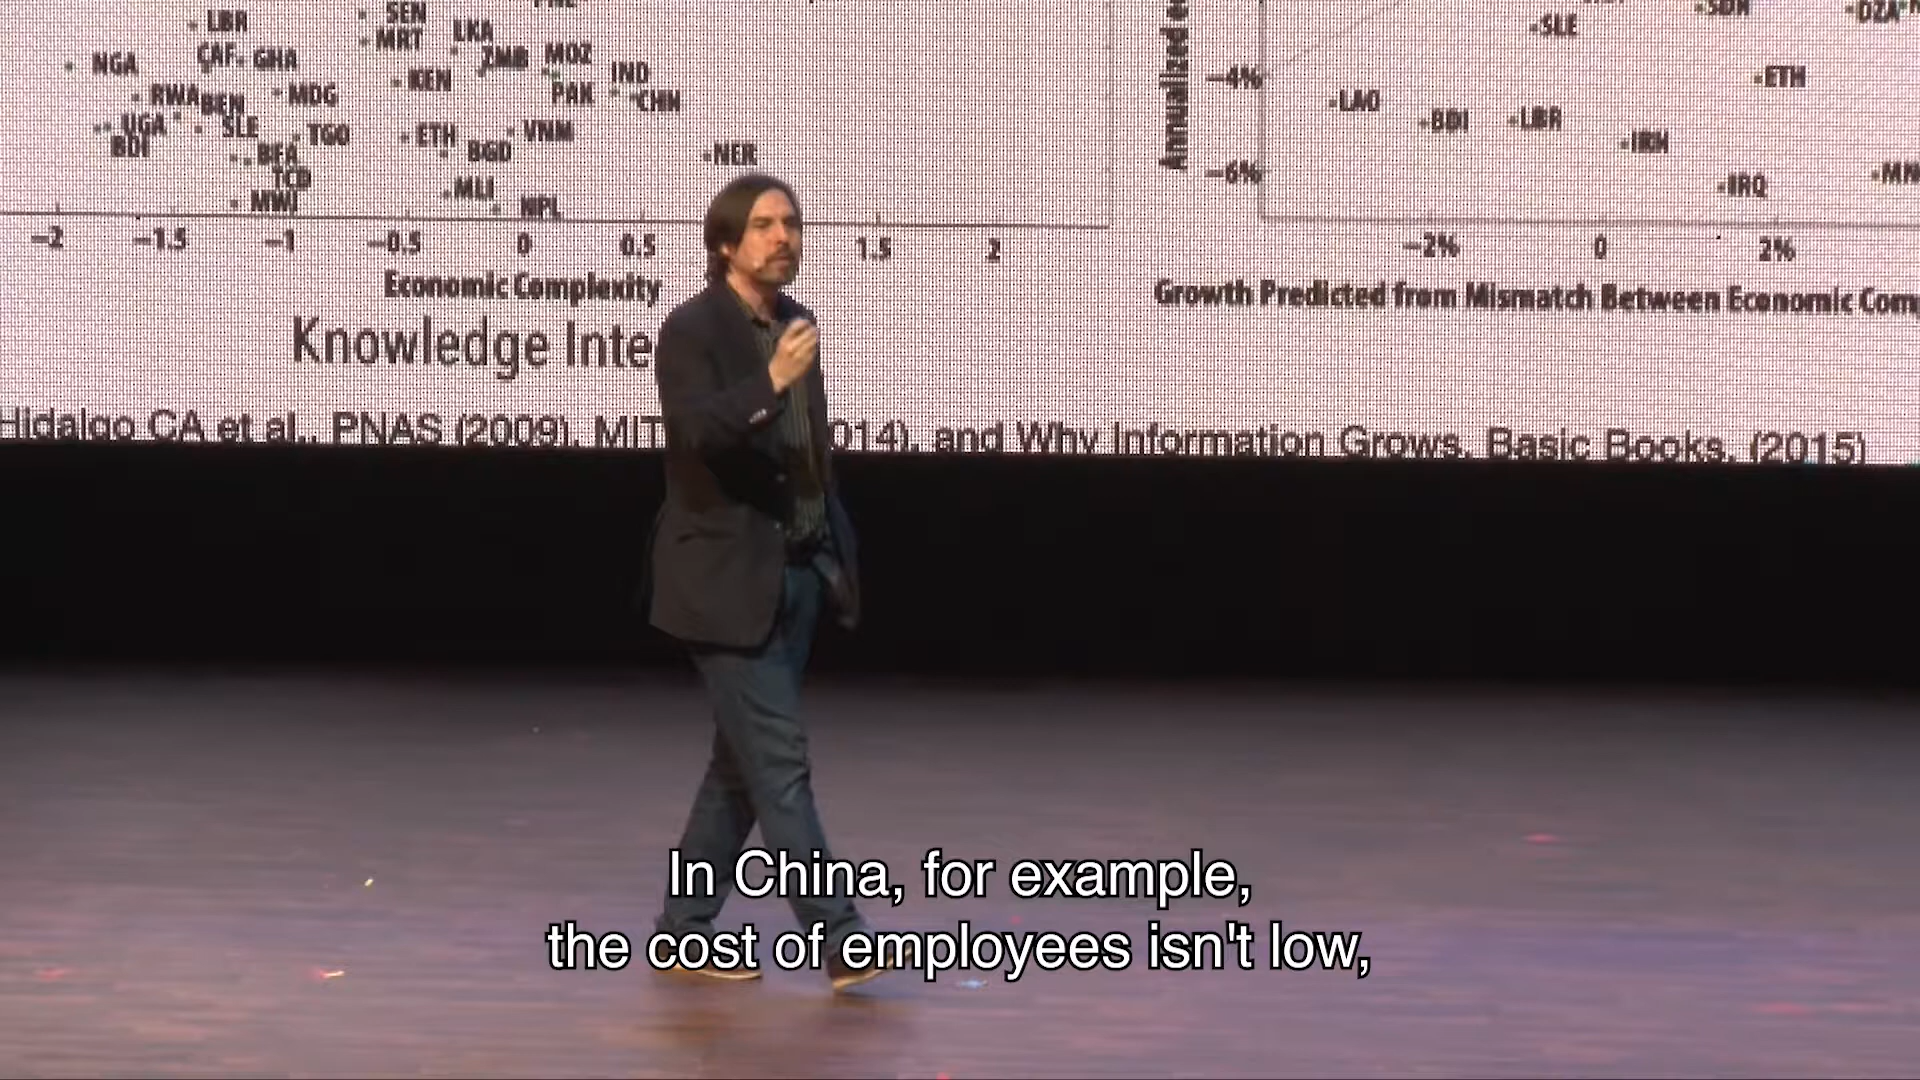 LBR
SEN
MRT
LKA
NGA
CAF
GHA
ZMB
MOZ
IND
KEN
PAK
CHN
RWA
BEN
MDG
UGA
SLE
TGO
ETH
VNM
BDI
BFA
BGD
NER
TCD
MLI
MWI
NPL
-2 -1.5 -1 -0.5 0 0.5 1.5 2
Economic Complexity
Knowledge Inte
Annualized
SLE
SDN
DZA
-4%
ETH
LAO
BDI
LBR
IRN
-6%
IRQ
MN
-2% 0 2%
Growth Predicted from Mismatch Between Economic Com
Hidalgo CA et al., PNAS (2009), MIT 014), and Why Information Grows, Basic Books, (2015)
In China, for example,
the cost of employees isn't low,